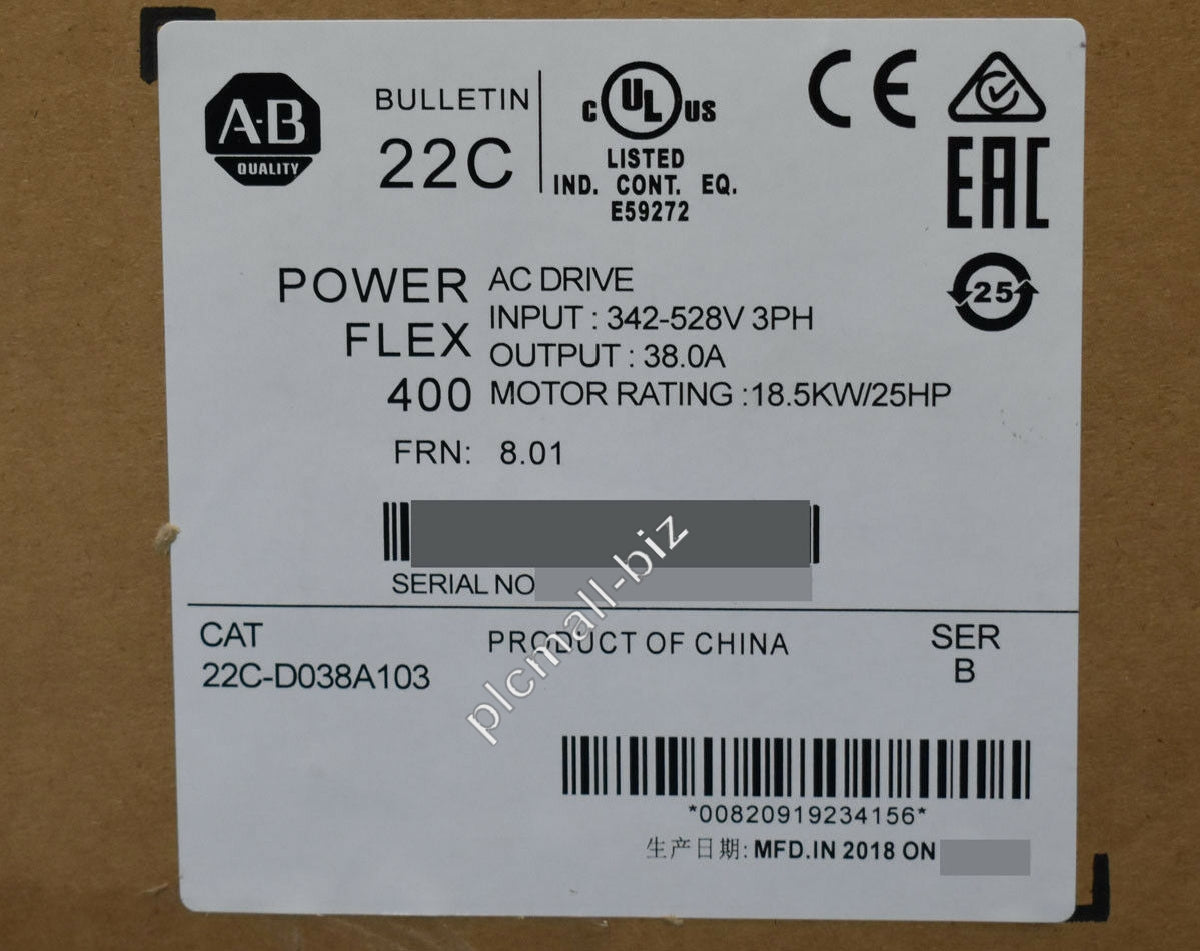 A-B
QUALITY
BULLETIN
22C
C UL US
LISTED
IND. CONT. EQ.
E59272
CE
EAC
25
POWER
FLEX
400
AC DRIVE
INPUT : 342-528V 3PH
OUTPUT : 38.0A
MOTOR RATING :18.5KW/25HP
FRN: 8.01
SERIAL NO
plcmall-biz
CAT
22C-D038A103
PRODUCT OF CHINA
SER
B
*00820919234156*
生产日期: MFD.IN 2018 ON